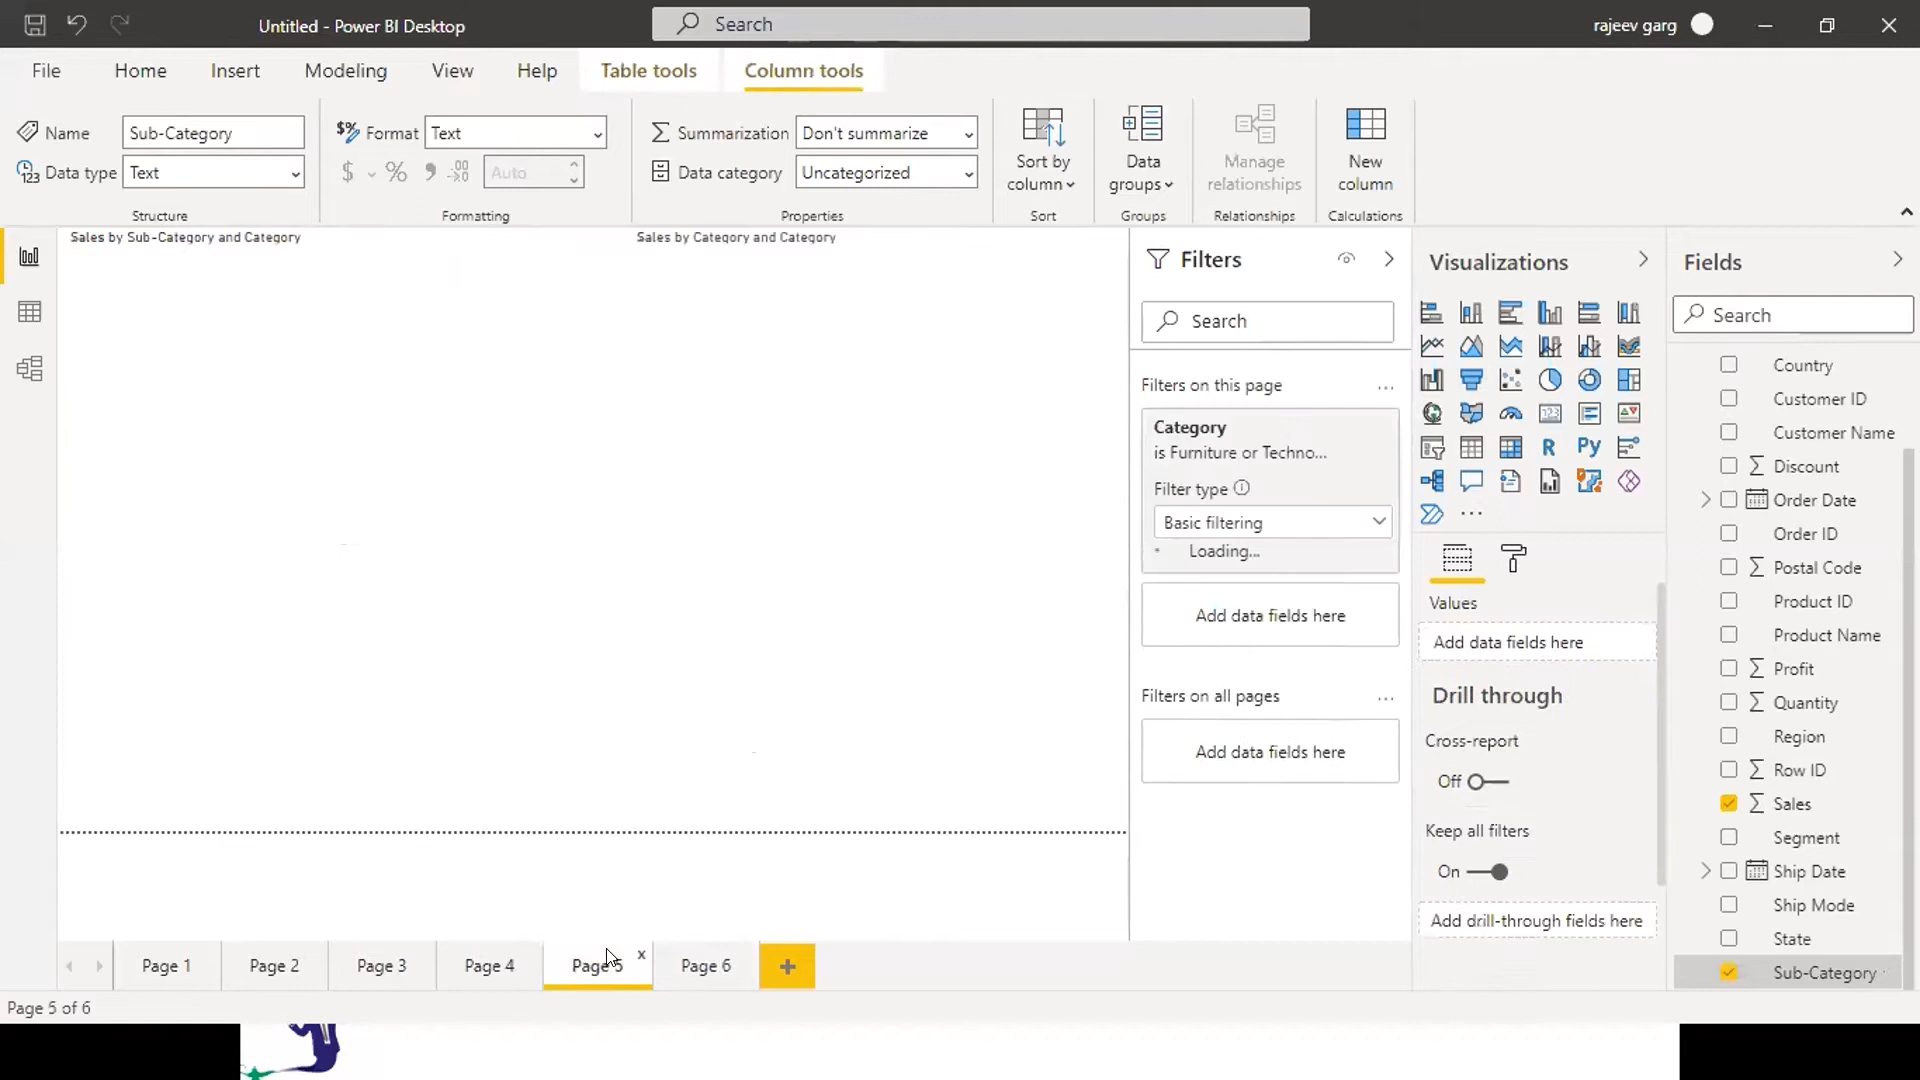 Untitled - Power BI Desktop
Search
rajeev garg
File
Home
Insert
Modeling
View
Help
Table tools
Column tools
Name
Sub-Category
Format
Text
Summarization
Don't summarize
Sort by column
Data groups
Manage relationships
New column
Data type
Text
$
%
Auto
Data category
Uncategorized
Structure
Formatting
Properties
Sort
Groups
Relationships
Calculations
Sales by Sub-Category and Category
Sales by Category and Category
Filters
Search
Filters on this page
Category
is Furniture or Techno...
Filter type
Basic filtering
Loading...
Add data fields here
Filters on all pages
Add data fields here
Visualizations
R
Py
123
Values
Add data fields here
Drill through
Cross-report
Off
Keep all filters
On
Add drill-through fields here
Fields
Search
Country
Customer ID
Customer Name
Discount
Order Date
Order ID
Postal Code
Product ID
Product Name
Profit
Quantity
Region
Row ID
Sales
Segment
Ship Date
Ship Mode
State
Sub-Category
Page 1
Page 2
Page 3
Page 4
Page 5
x
Page 6
+
Page 5 of 6